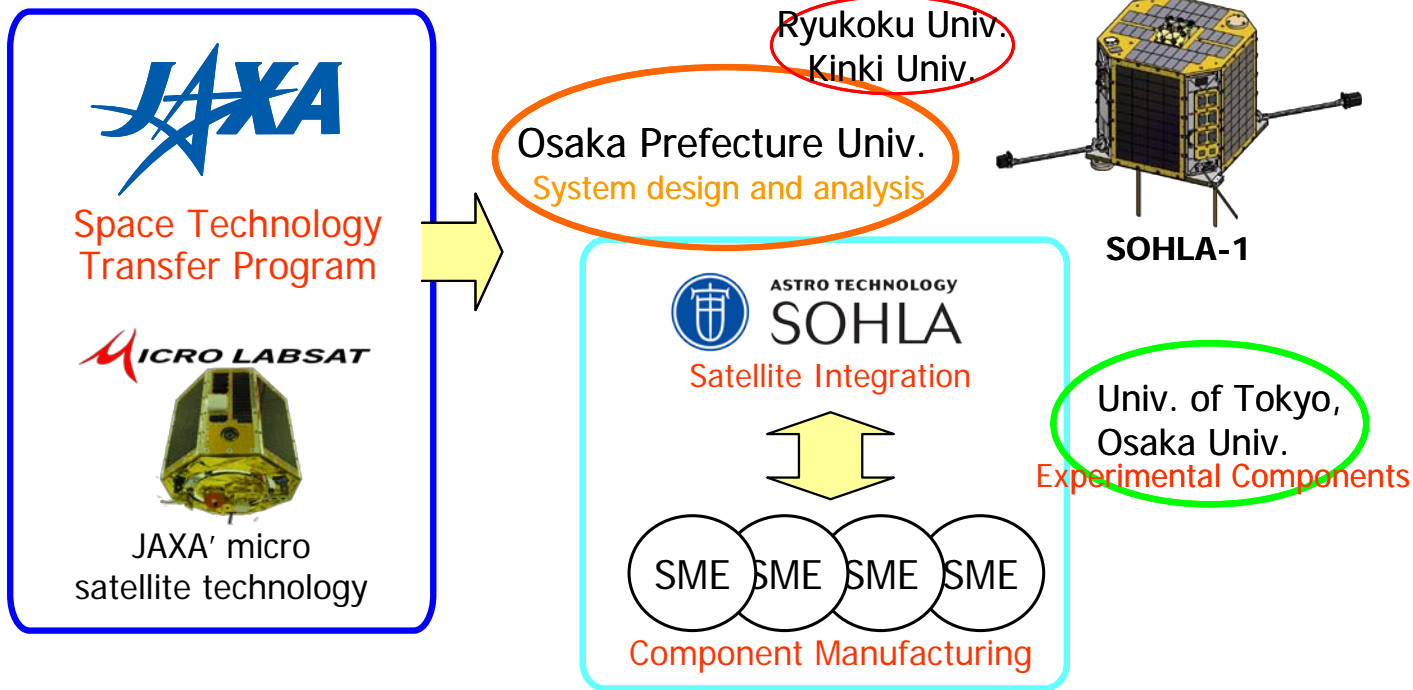 JAXA
Space Technology
Transfer Program
MICRO LABSAT
JAXA' micro
satellite technology
Ryukoku Univ.
Kinki Univ.
Osaka Prefecture Univ.
System design and analysis
SOHLA-1
ASTRO TECHNOLOGY
SOHLA
Satellite Integration
Univ. of Tokyo,
Osaka Univ.
Experimental Components
SME SME SME SME
Component Manufacturing